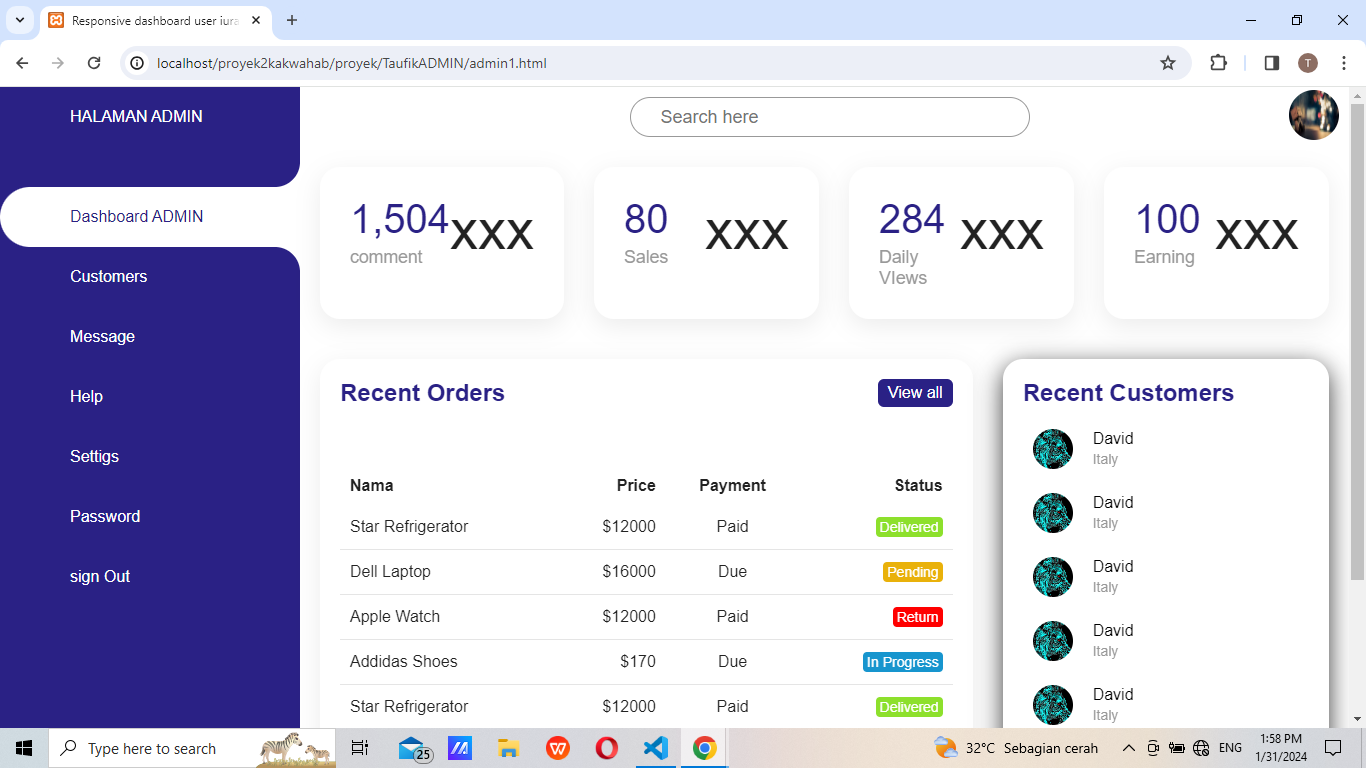 Responsive dashboard user iura
localhost/proyek2kakwahab/proyek/TaufikADMIN/admin1.html
T
HALAMAN ADMIN
Search here
Dashboard ADMIN
Customers
Message
Help
Settigs
Password
sign Out
1,504
comment
XXX
80
Sales
XXX
284
Daily
VIews
XXX
100
Earning
XXX
Recent Orders
View all
Nama Price Payment Status
Star Refrigerator $12000 Paid Delivered
Dell Laptop $16000 Due Pending
Apple Watch $12000 Paid Return
Addidas Shoes $170 Due In Progress
Star Refrigerator $12000 Paid Delivered
Recent Customers
David
Italy
David
Italy
David
Italy
David
Italy
David
Italy
Type here to search
25
W
32°C Sebagian cerah
ENG
1:58 PM
1/31/2024